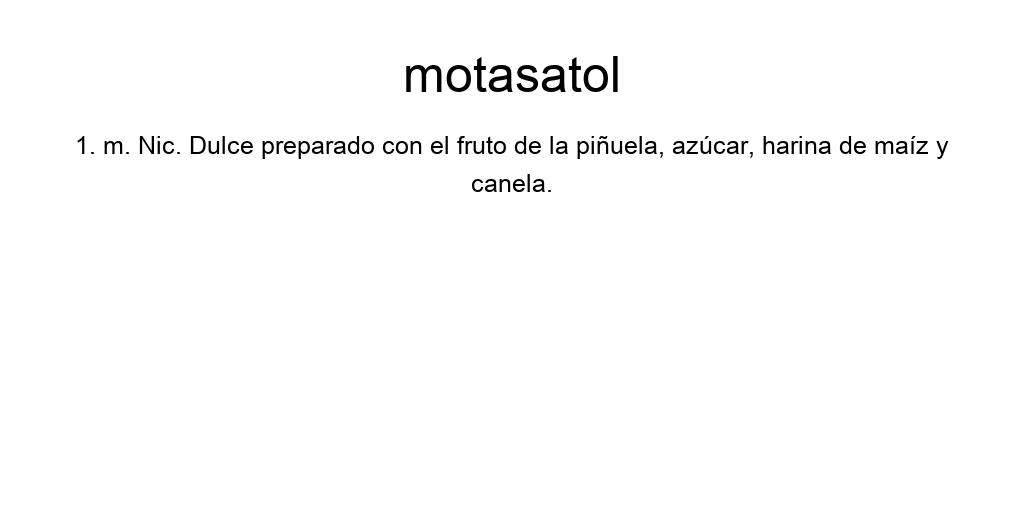 motasatol
1. m. Nic. Dulce preparado con el fruto de la piñuela, azúcar, harina de maíz y
canela.